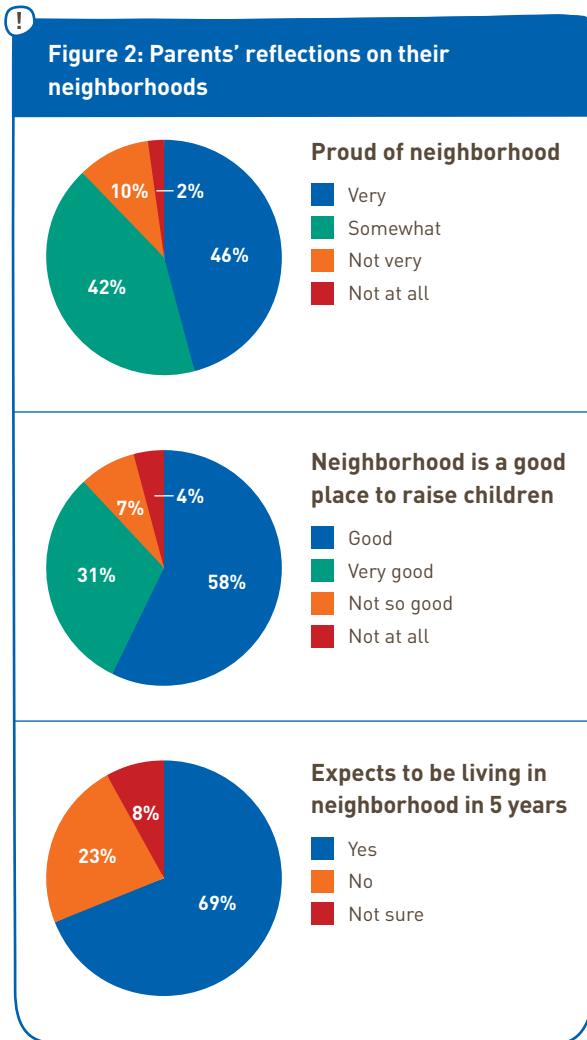 !
Figure 2: Parents’ reflections on their
neighborhoods
Proud of neighborhood
Very
Somewhat
Not very
Not at all
10%
2%
46%
42%
Neighborhood is a good
place to raise children
Good
Very good
Not so good
Not at all
7%
4%
31%
58%
Expects to be living in
neighborhood in 5 years
Yes
No
Not sure
8%
23%
69%